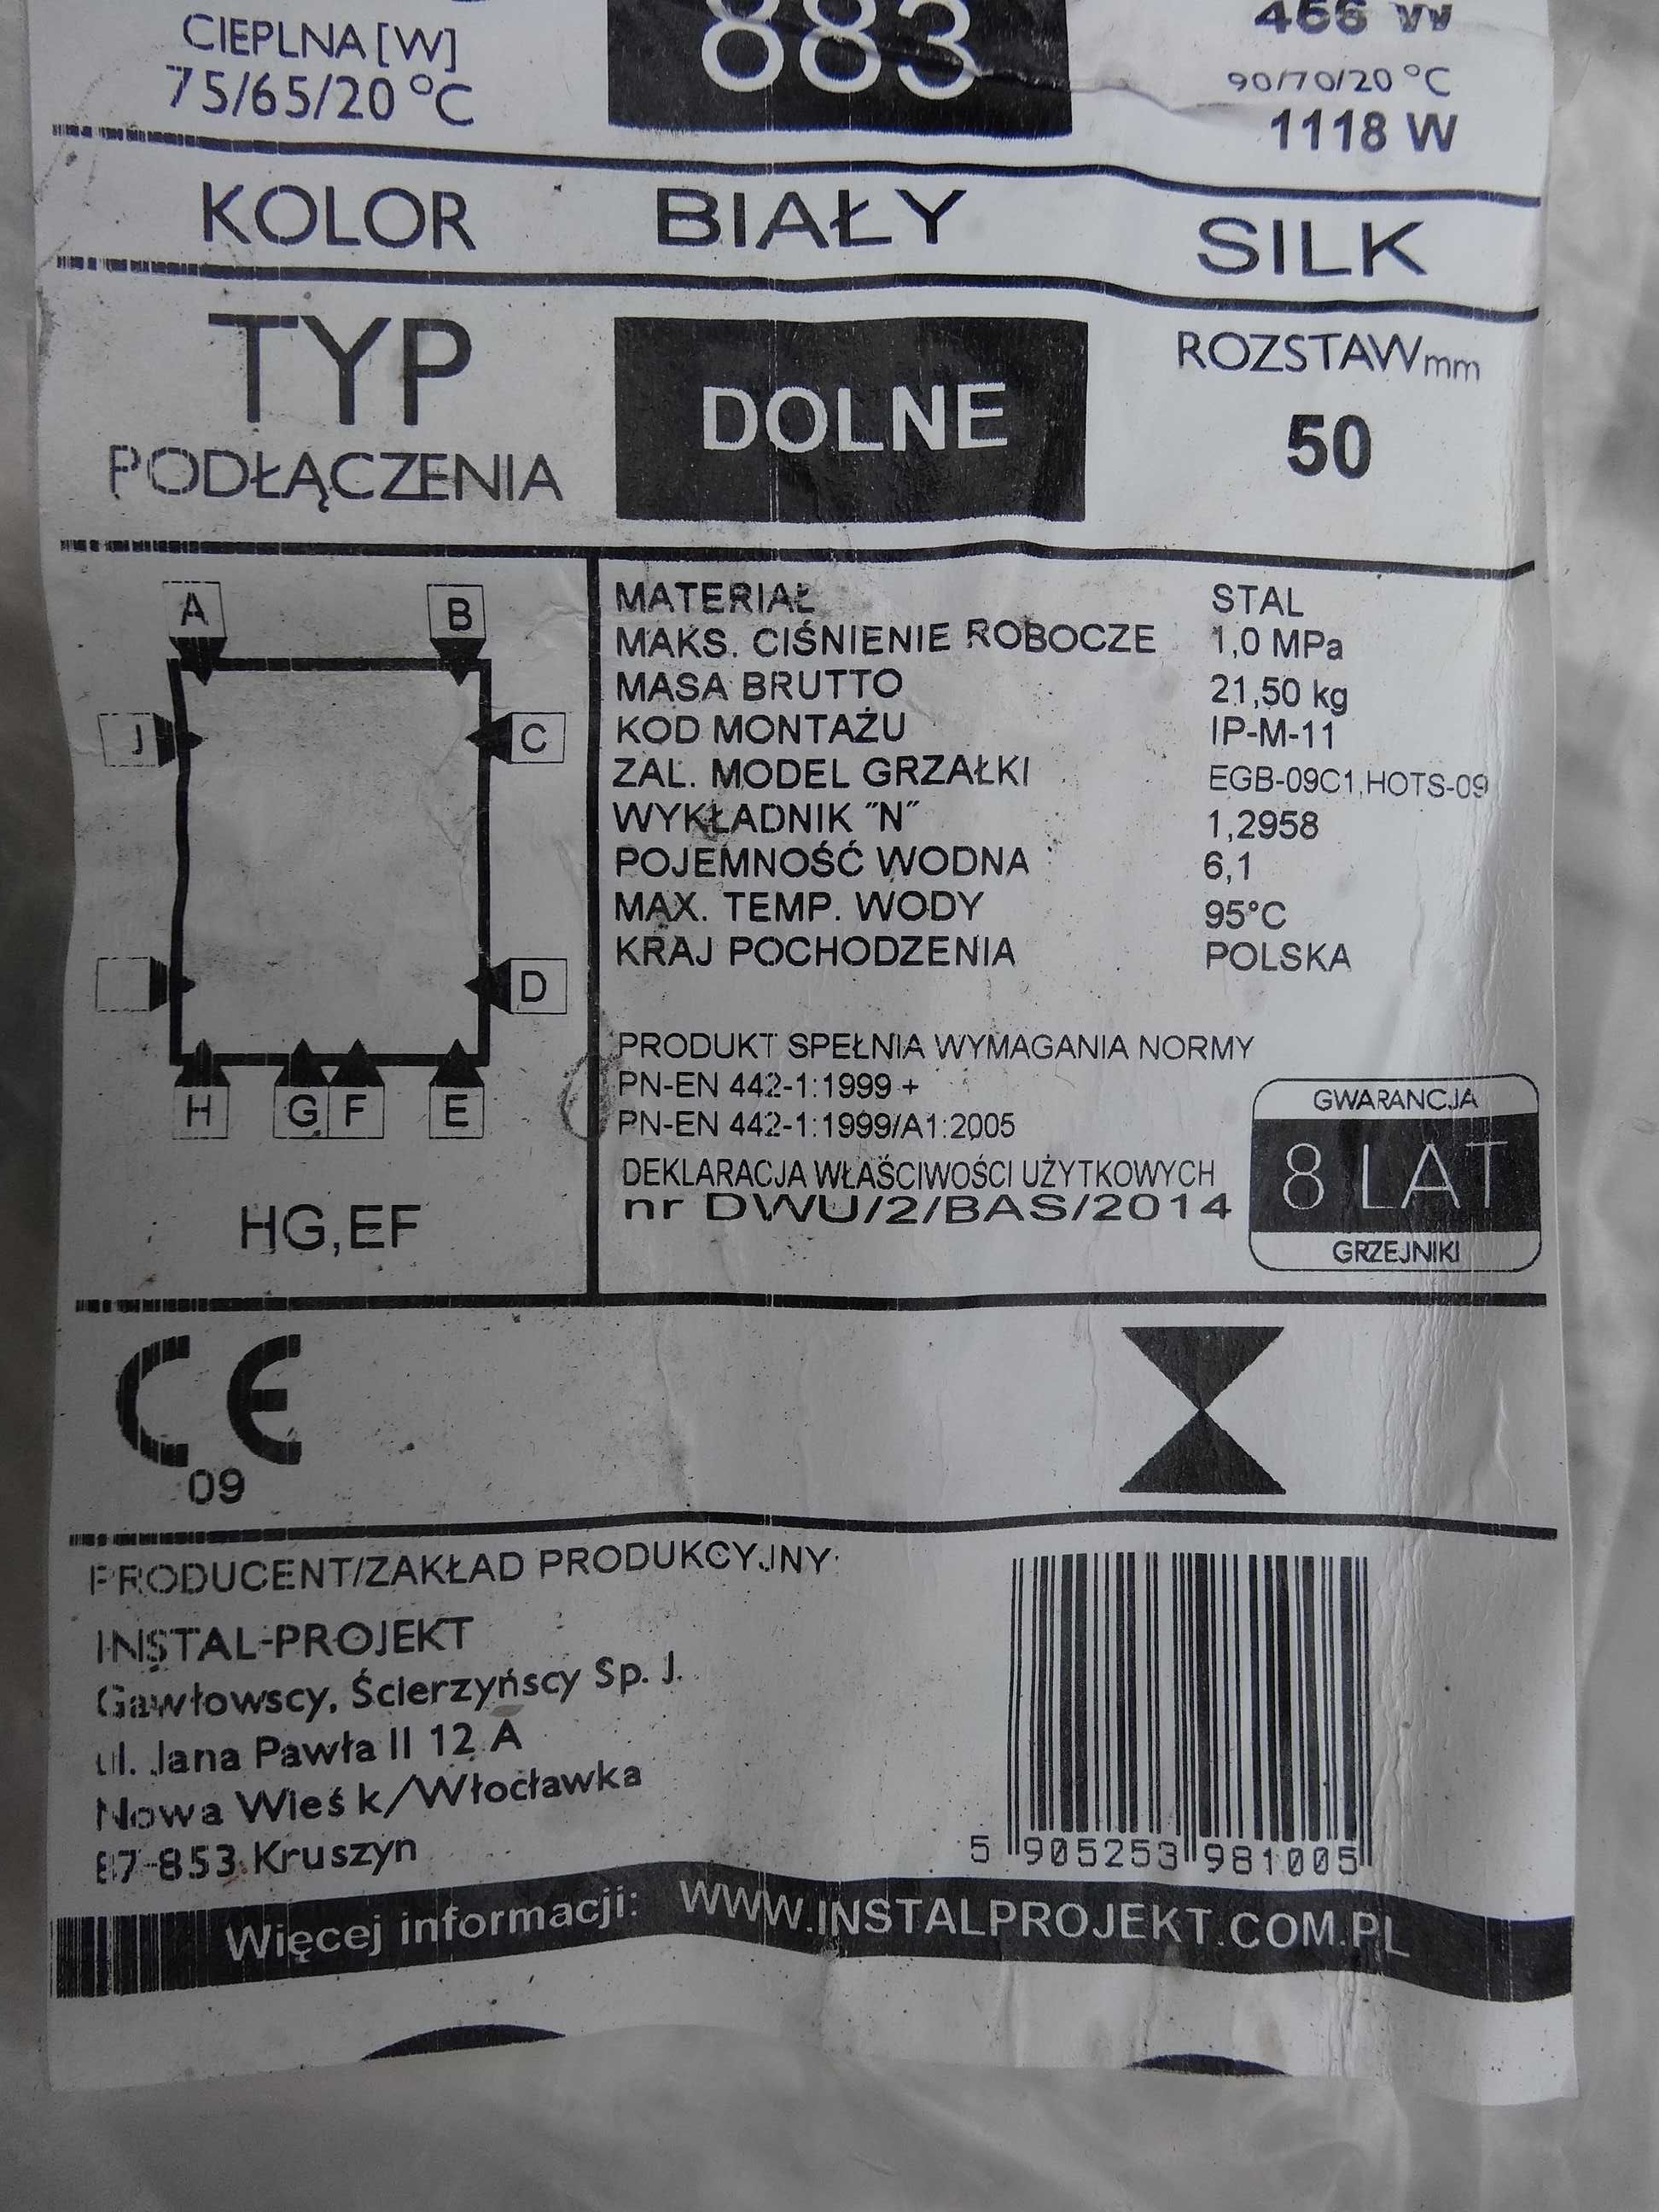 CIEPLNA [W]
75/65/20 °C
883
466 W
90/70/20 °C
1118 W
KOLOR BIAŁY SILK
TYP
PODŁĄCZENIA
DOLNE
ROZSTAW mm
50
A B
J C
D
H G F E
HG,EF
MATERIAŁ STAL
MAKS. CIŚNIENIE ROBOCZE 1,0 MPa
MASA BRUTTO 21,50 kg
KOD MONTAŻU IP-M-11
ZAL. MODEL GRZAŁKI EGB-09C1,HOTS-09
WYKŁADNIK "N" 1,2958
POJEMNOŚĆ WODNA 6,1
MAX. TEMP. WODY 95°C
KRAJ POCHODZENIA POLSKA
PRODUKT SPEŁNIA WYMAGANIA NORMY
PN-EN 442-1:1999 +
PN-EN 442-1:1999/A1:2005
DEKLARACJA WŁAŚCIWOŚCI UŻYTKOWYCH
nr DWU/2/BAS/2014
GWARANCJA
8 LAT
GRZEJNIKI
CE
09
PRODUCENT/ZAKŁAD PRODUKCYJNY:
INSTAL-PROJEKT
Gawłowscy, Ścierzyńscy Sp. J.
ul. Jana Pawła II 12 A
Nowa Wieś k/Włocławka
87-853 Kruszyn
5 905253 981005
Więcej informacji: WWW.INSTALPROJEKT.COM.PL